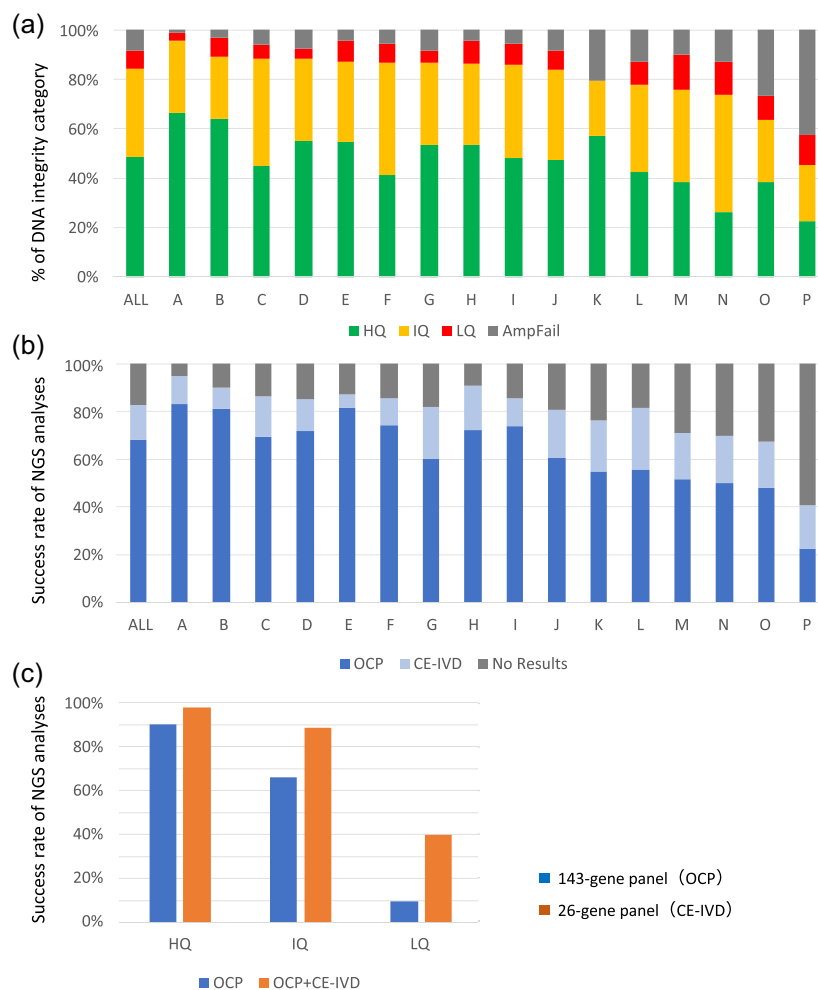 (a)
% of DNA integrity category
100%
80%
60%
40%
20%
0%
ALL A B C D E F G H I J K L M N O P
HQ IQ LQ AmpFail
(b)
Success rate of NGS analyses
100%
80%
60%
40%
20%
0%
ALL A B C D E F G H I J K L M N O P
OCP CE-IVD No Results
(c)
Success rate of NGS analyses
100%
80%
60%
40%
20%
0%
HQ IQ LQ
OCP OCP+CE-IVD
143-gene panel（OCP）
26-gene panel（CE-IVD）